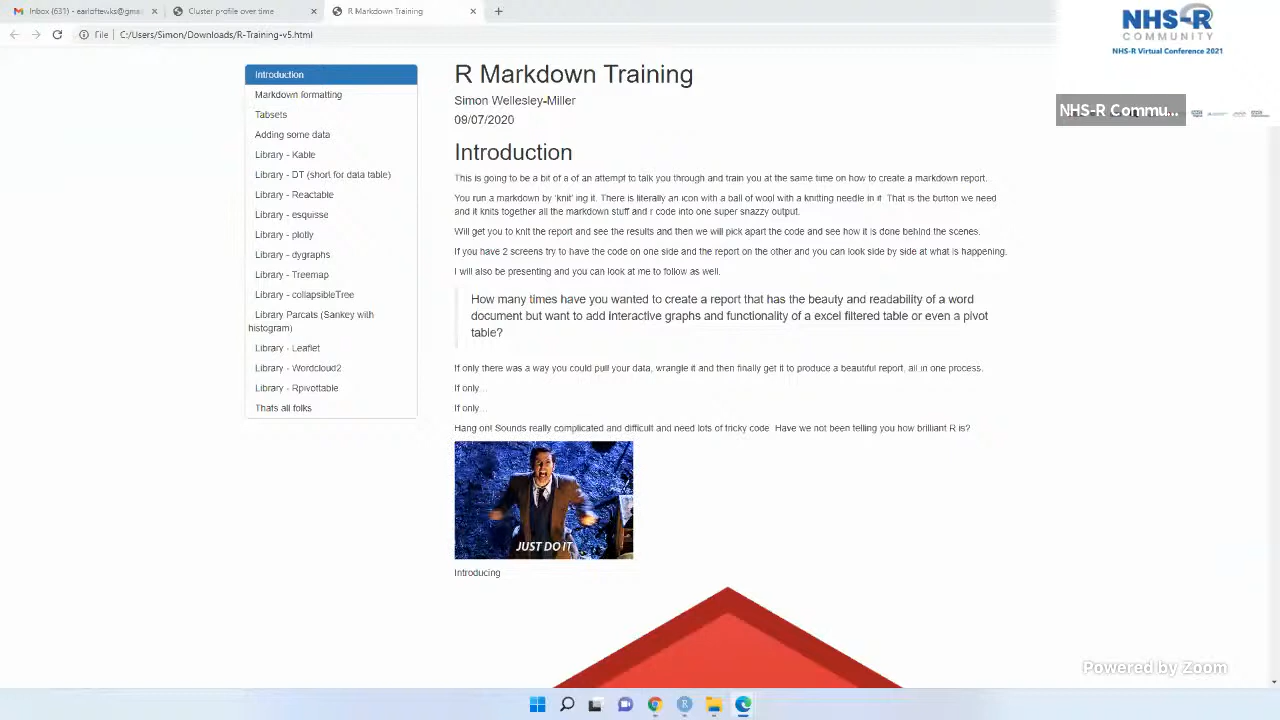 Inbox (631) - earloftewks@gma
Cluster profile over time
R Markdown Training
File
C:/Users/Simon/Downloads/R-Training-v5.html
NHS-R
COMMUNITY
NHS-R Virtual Conference 2021
NHS-R Commu...
Introduction
Markdown formatting
Tabsets
Adding some data
Library - Kable
Library - DT (short for data table)
Library - Reactable
Library - esquisse
Library - plotly
Library - dygraphs
Library - Treemap
Library - collapsibleTree
Library Parcats (Sankey with
histogram)
Library - Leaflet
Library - Wordcloud2
Library - Rpivottable
Thats all folks
R Markdown Training
Simon Wellesley-Miller
09/07/2020
Introduction
This is going to be a bit of a of an attempt to talk you through and train you at the same time on how to create a markdown report.
You run a markdown by 'knit' ing it. There is literally an icon with a ball of wool with a knitting needle in it. That is the button we need
and it knits together all the markdown stuff and r code into one super snazzy output.
Will get you to knit the report and see the results and then we will pick apart the code and see how it is done behind the scenes.
If you have 2 screens try to have the code on one side and the report on the other and you can look side by side at what is happening.
I will also be presenting and you can look at me to follow as well.
How many times have you wanted to create a report that has the beauty and readability of a word
document but want to add interactive graphs and functionality of a excel filtered table or even a pivot
table?
If only there was a way you could pull your data, wrangle it and then finally get it to produce a beautiful report, all in one process.
If only...
If only...
Hang on! Sounds really complicated and difficult and need lots of tricky code. Have we not been telling you how brilliant R is?
JUST DO IT
Introducing
Powered by Zoom